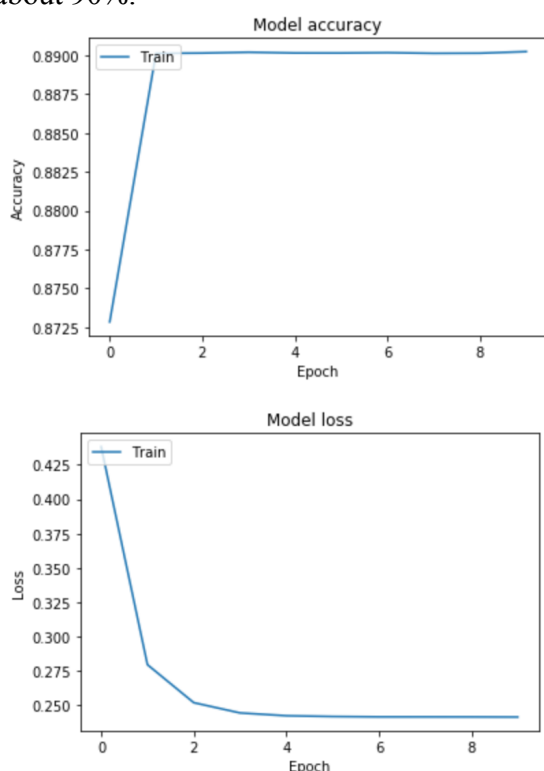 about 90%.
Model accuracy
Train
0.8900
0.8875
0.8850
0.8825
0.8800
0.8775
0.8750
0.8725
Accuracy
0 2 4 6 8
Epoch
Model loss
Train
0.425
0.400
0.375
0.350
0.325
0.300
0.275
0.250
Loss
0 2 4 6 8
Epoch